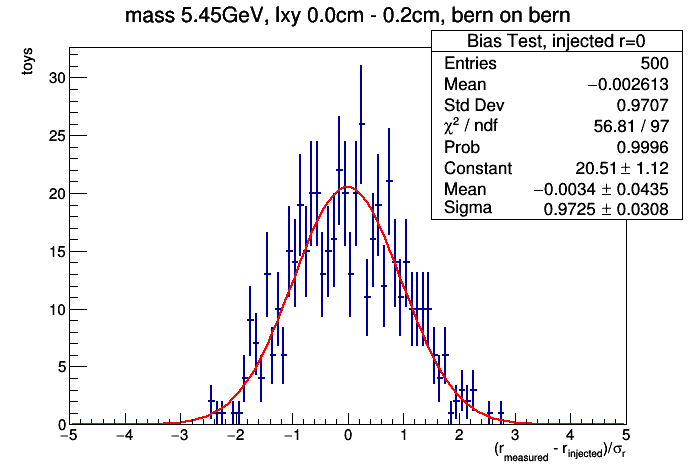 mass 5.45GeV, lxy 0.0cm - 0.2cm, bern on bern
Bias Test, injected r=0
Entries 500
Mean −0.002613
Std Dev 0.9707
χ² / ndf 56.81 / 97
Prob 0.9996
Constant 20.51 ± 1.12
Mean −0.0034 ± 0.0435
Sigma 0.9725 ± 0.0308
toys
30
25
20
15
10
5
0
−5 −4 −3 −2 −1 0 1 2 3 4 5
(r_measured - r_injected)/σ_r